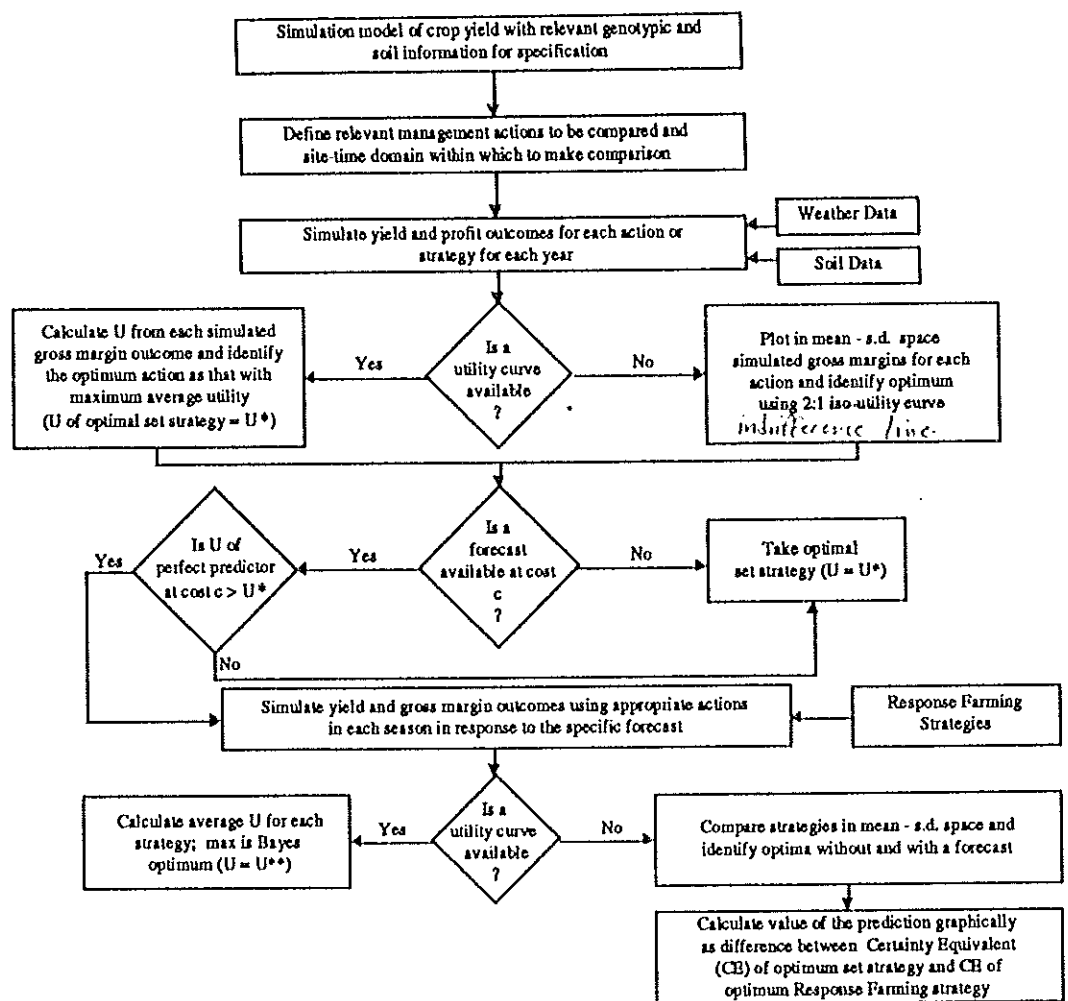 Simulation model of crop yield with relevant genotypic and
soil information for specification
Define relevant management actions to be compared and
site-time domain within which to make comparison
Simulate yield and profit outcomes for each action or
strategy for each year
Weather Data
Soil Data
Calculate U from each simulated
gross margin outcome and identify
the optimum action as that with
maximum average utility
(U of optimal set strategy = U*)
Yes
Is a
utility curve
available
?
No
Plot in mean - s.d. space
simulated gross margins for each
action and identify optimum
using 2:1 iso-utility curve
indifference line.
Yes
Is U of
perfect predictor
at cost c > U*
No
Yes
Is a
forecast
available at cost
c
?
No
Take optimal
set strategy (U = U*)
Simulate yield and gross margin outcomes using appropriate actions
in each season in response to the specific forecast
Response Farming
Strategies
Calculate average U for each
strategy; max is Bayes
optimum (U = U**)
Yes
Is a
utility curve
available
?
No
Compare strategies in mean - s.d. space and
identify optima without and with a forecast
Calculate value of the prediction graphically
as difference between Certainty Equivalent
(CE) of optimum set strategy and CE of
optimum Response Farming strategy